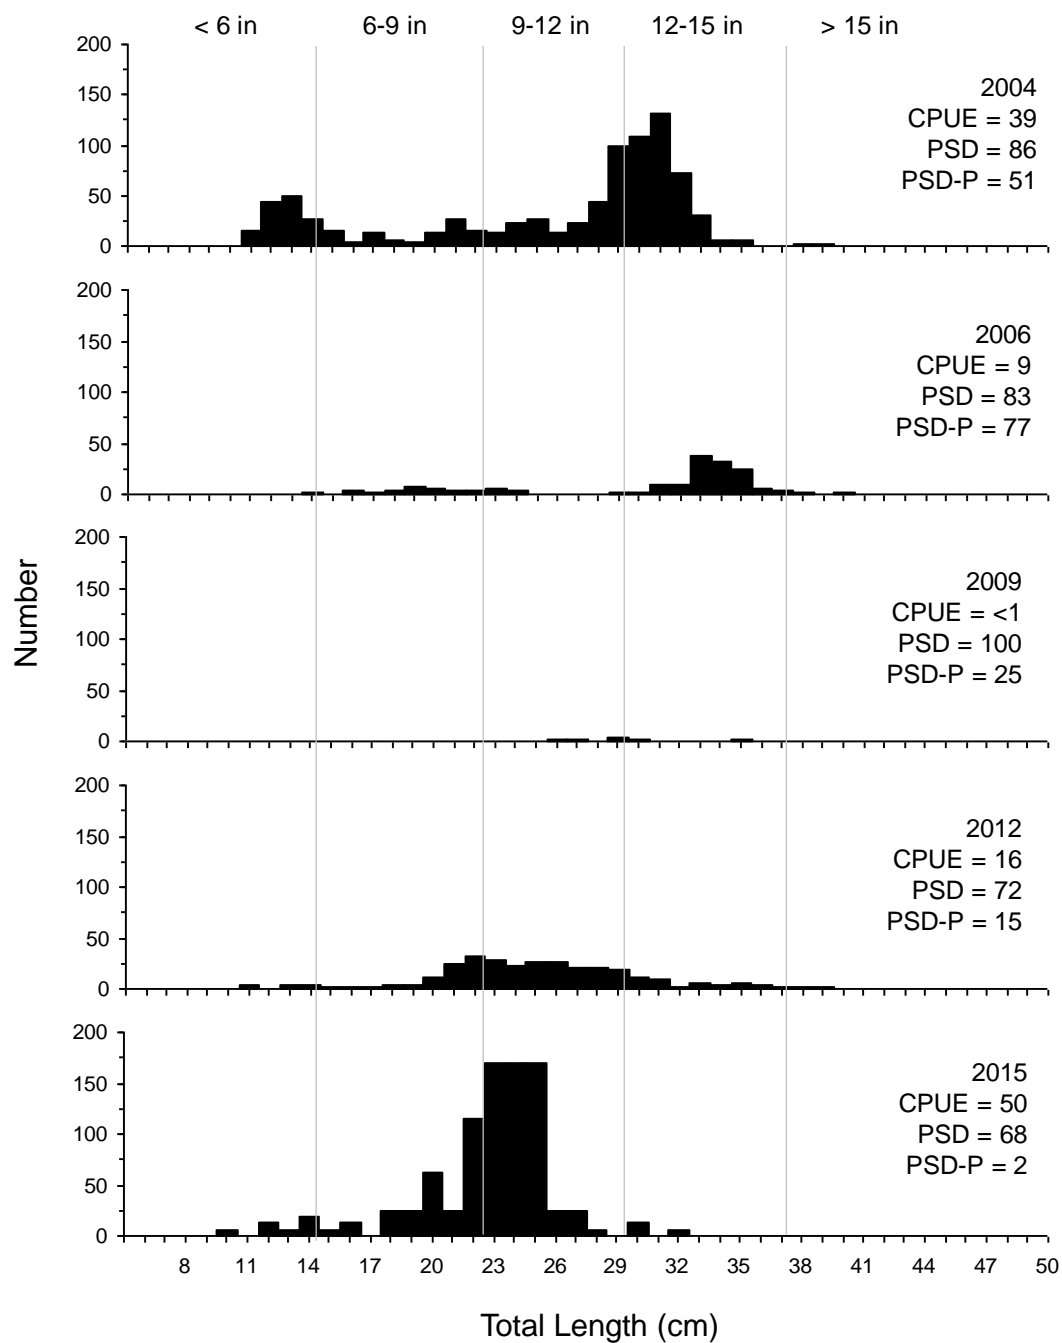 < 6 in 6-9 in 9-12 in 12-15 in > 15 in
200
150
100
50
0
2004
CPUE = 39
PSD = 86
PSD-P = 51
200
150
100
50
0
2006
CPUE = 9
PSD = 83
PSD-P = 77
200
150
100
50
0
2009
CPUE = <1
PSD = 100
PSD-P = 25
200
150
100
50
0
2012
CPUE = 16
PSD = 72
PSD-P = 15
200
150
100
50
0
2015
CPUE = 50
PSD = 68
PSD-P = 2
Number
8 11 14 17 20 23 26 29 32 35 38 41 44 47 50
Total Length (cm)